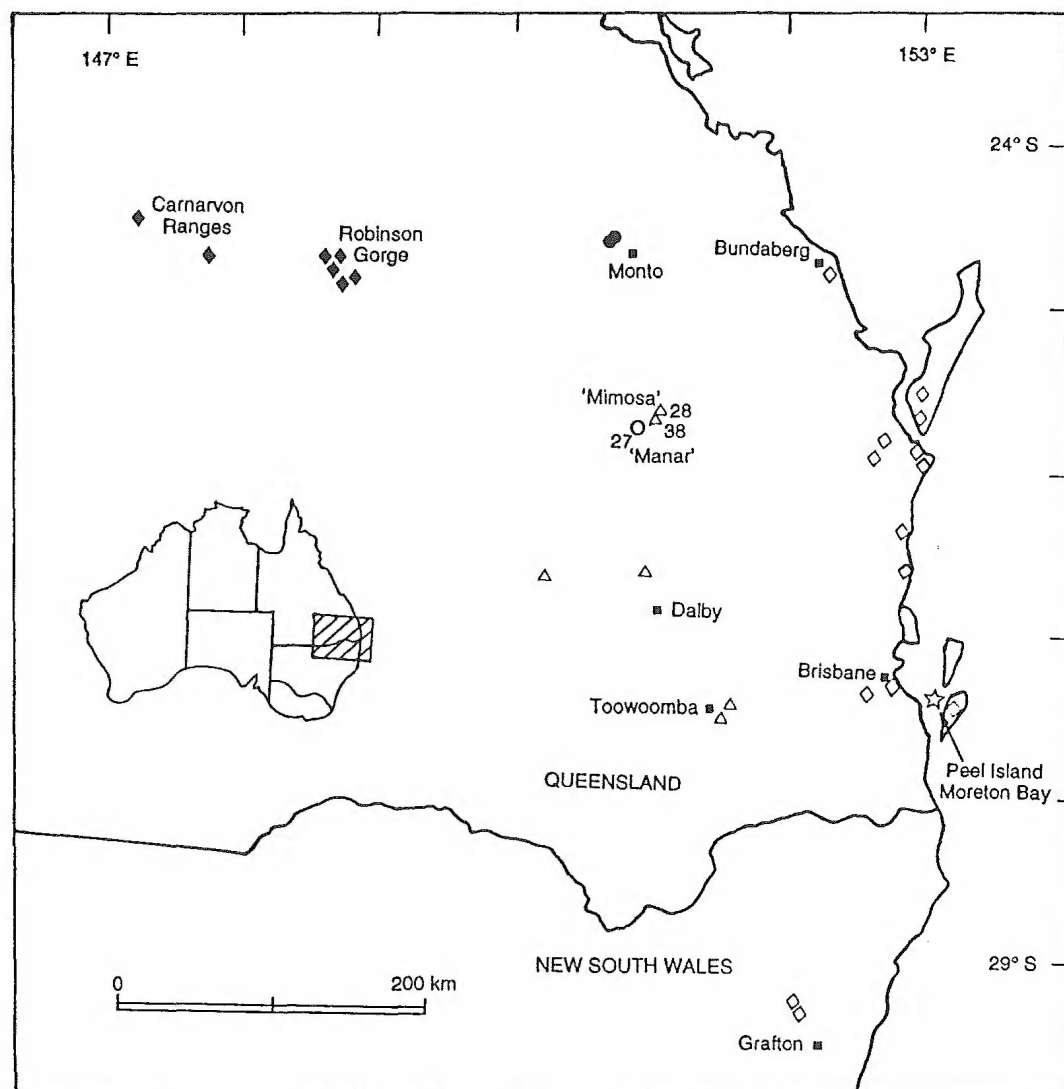 147° E
153° E
24° S
Carnarvon
Ranges
Robinson
Gorge
Monto
Bundaberg
'Mimosa'
28
38
27
'Manar'
Dalby
Brisbane
Toowoomba
Peel Island
Moreton Bay
QUEENSLAND
29° S
NEW SOUTH WALES
0
200 km
Grafton